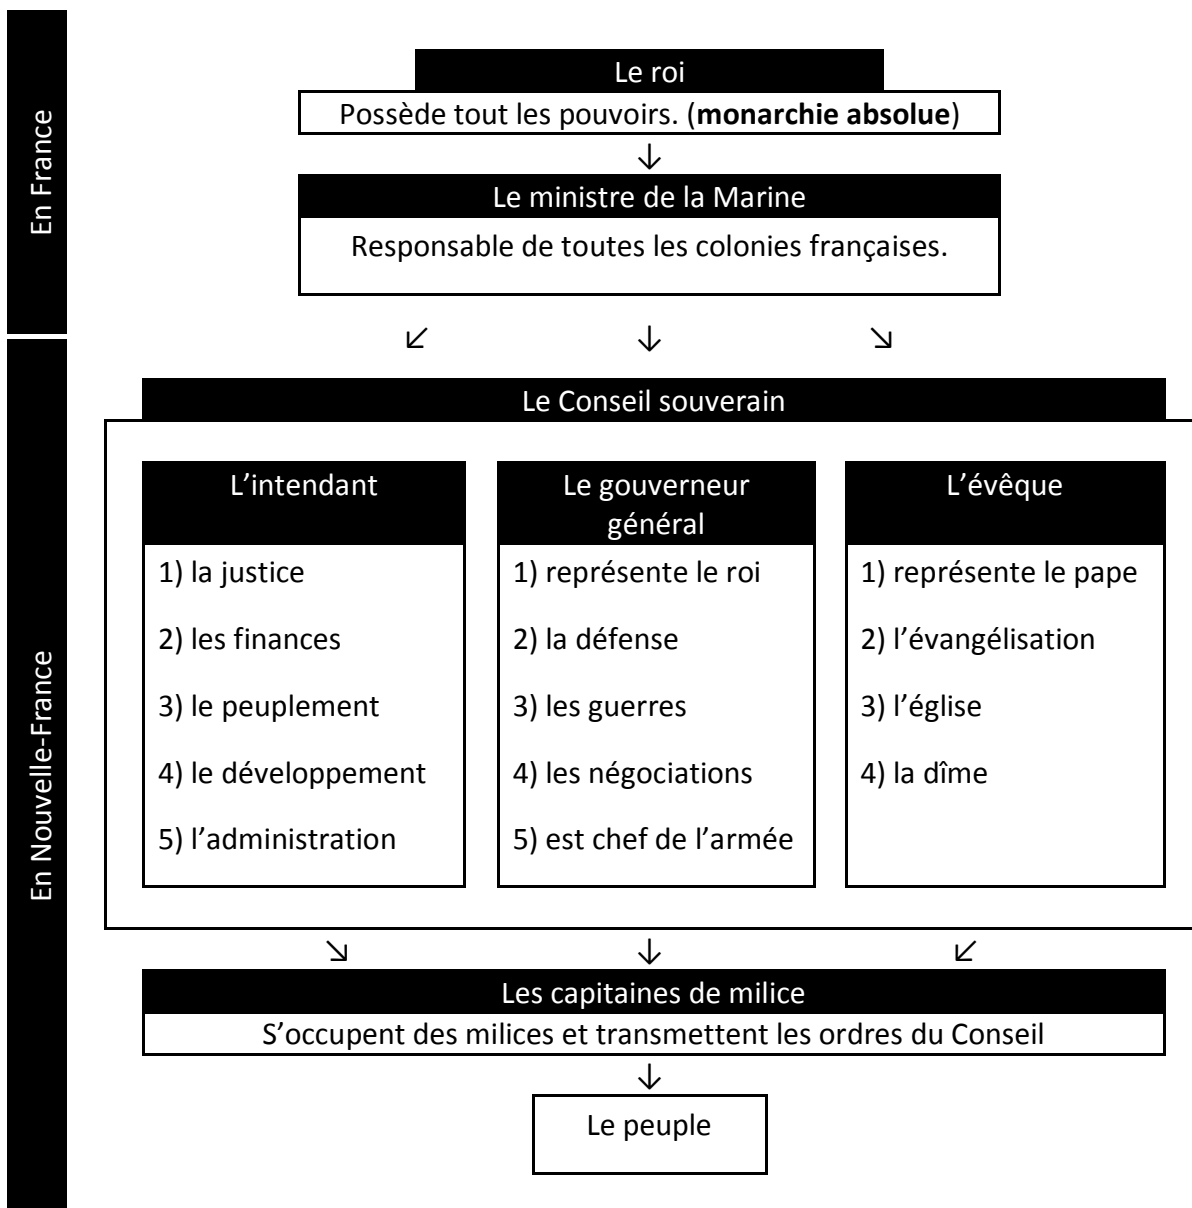 En France
Le roi
Possède tout les pouvoirs. (monarchie absolue)
↓
Le ministre de la Marine
Responsable de toutes les colonies françaises.
↙ ↓ ↘
En Nouvelle-France
Le Conseil souverain
L’intendant
1) la justice
2) les finances
3) le peuplement
4) le développement
5) l’administration
Le gouverneur
général
1) représente le roi
2) la défense
3) les guerres
4) les négociations
5) est chef de l’armée
L’évêque
1) représente le pape
2) l’évangélisation
3) l’église
4) la dîme
↘ ↓ ↙
Les capitaines de milice
S’occupent des milices et transmettent les ordres du Conseil
↓
Le peuple